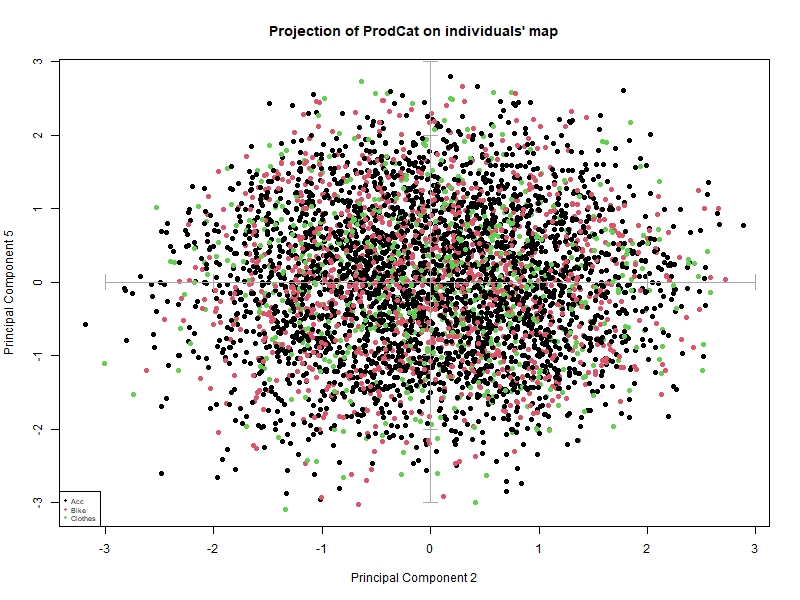 Projection of ProdCat on individuals' map
Principal Component 5
3
2
1
0
-1
-2
-3
Acc
Bike
Clothes
-3
-2
-1
0
1
2
3
Principal Component 2